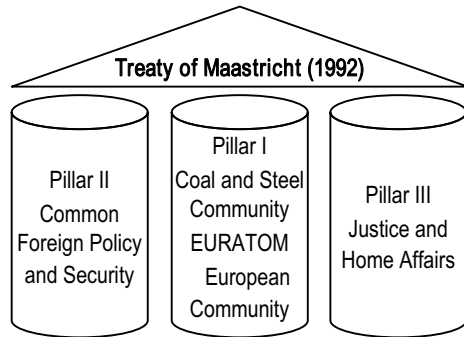 Treaty of Maastricht (1992)
Pillar II
Common
Foreign Policy
and Security
Pillar I
Coal and Steel
Community
EURATOM
European
Community
Pillar III
Justice and
Home Affairs